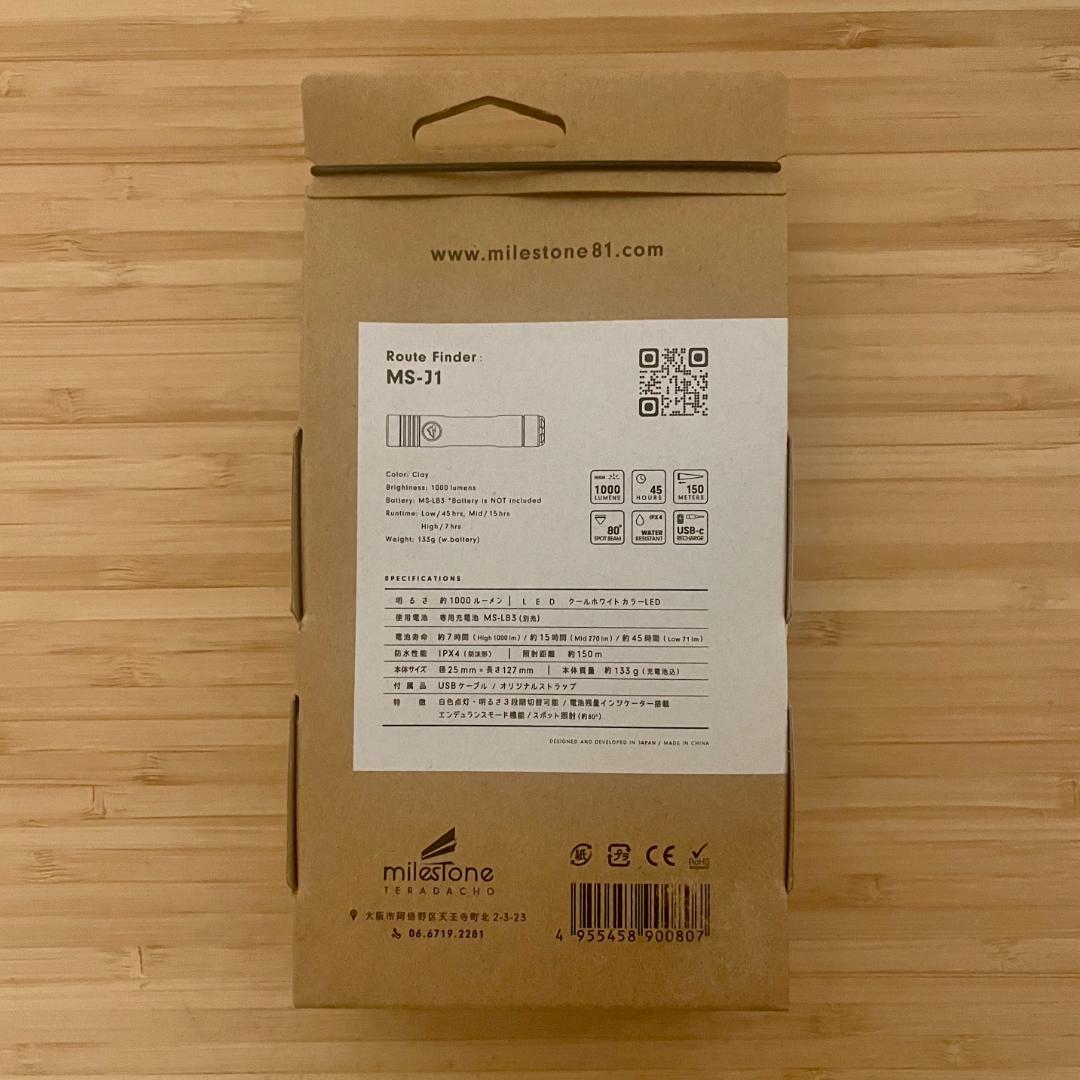 www.milestone81.com
Route Finder:
MS-J1
Color: Clay
Brightness: 1000 lumens
Battery: MS-LB3 *Battery is NOT included
Runtime: Low/45hrs, Mid/15hrs
High/7hrs
Weight: 133g (w.battery)
HIGH
1000
LUMENS
45
HOURS
150
METERS
80°
SPOT BEAM
IPX4
WATER
RESISTANT
USB-c
RECHARGE
SPECIFICATIONS
明るさ 約1000ルーメン | LED クールホワイトカラーLED
使用電池 専用充電池 MS-LB3 (別売)
電池寿命 約7時間 (High 1000 lm) / 約15時間 (Mid 270 lm) / 約45時間 (Low 71 lm)
防水性能 IPX4 (防沫形) | 照射距離 約150m
本体サイズ 径25mm×長さ127mm | 本体質量 約133g (充電池込)
付属品 USBケーブル / オリジナルストラップ
特徴 白色点灯・明るさ3段階切替可能 / 電池残量インジケーター搭載
エンデュランスモード機能 / スポット照射 (約80°)
DESIGNED AND DEVELOPED IN JAPAN / MADE IN CHINA
milestone
TERADACHO
大阪市阿倍野区天王寺町北 2-3-23
06.6719.2281
紙 プラ CE RoHS
4 955458 900807